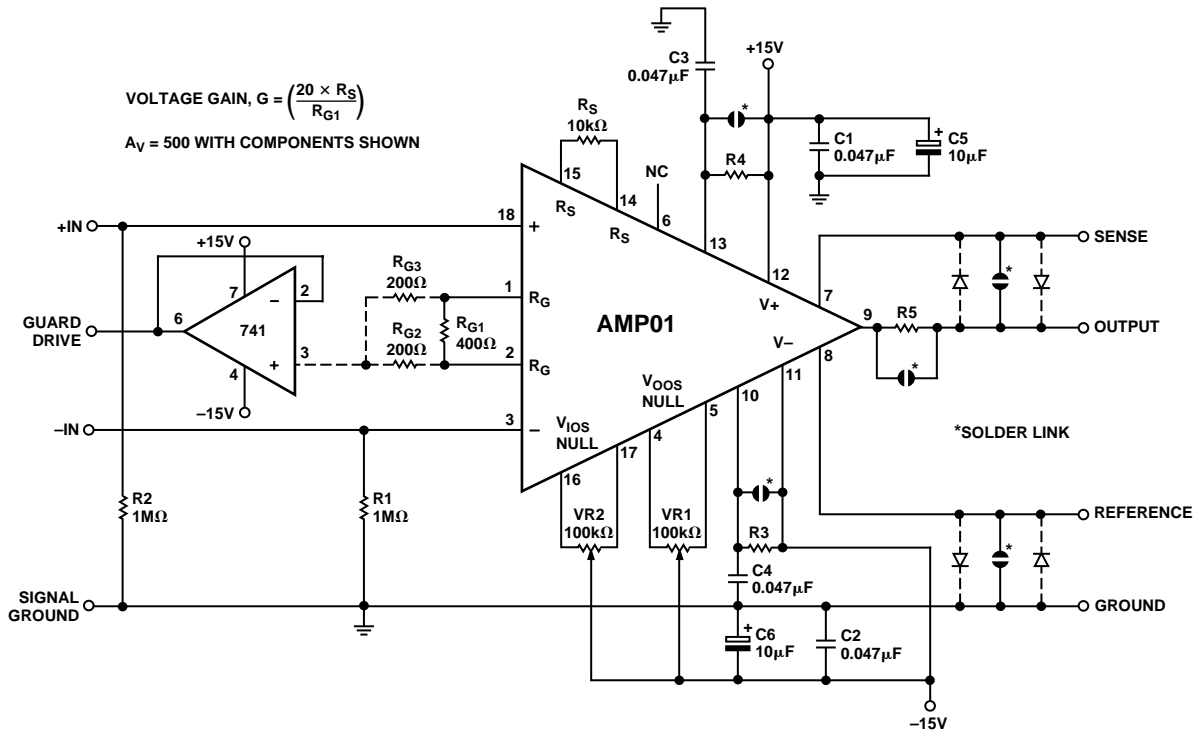 VOLTAGE GAIN, G = (20 × RS / RG1)
AV = 500 WITH COMPONENTS SHOWN
C3
0.047µF
+15V
*
RS
10kΩ
15
14
RS
RS
NC
6
R4
13
12
V+
C1
0.047µF
+
C5
10µF
+IN
18
+
+15V
7
2
–
6
741
GUARD
DRIVE
3
+
4
–15V
RG3
200Ω
RG2
200Ω
RG1
400Ω
1
RG
2
RG
AMP01
7
SENSE
*
9
R5
OUTPUT
*
V–
8
11
10
–IN
3
–
VIOS
NULL
VOOS
NULL
16
17
4
5
*SOLDER LINK
R2
1MΩ
R1
1MΩ
VR2
100kΩ
VR1
100kΩ
*
R3
C4
0.047µF
REFERENCE
*
SIGNAL
GROUND
GROUND
+
C6
10µF
C2
0.047µF
–15V